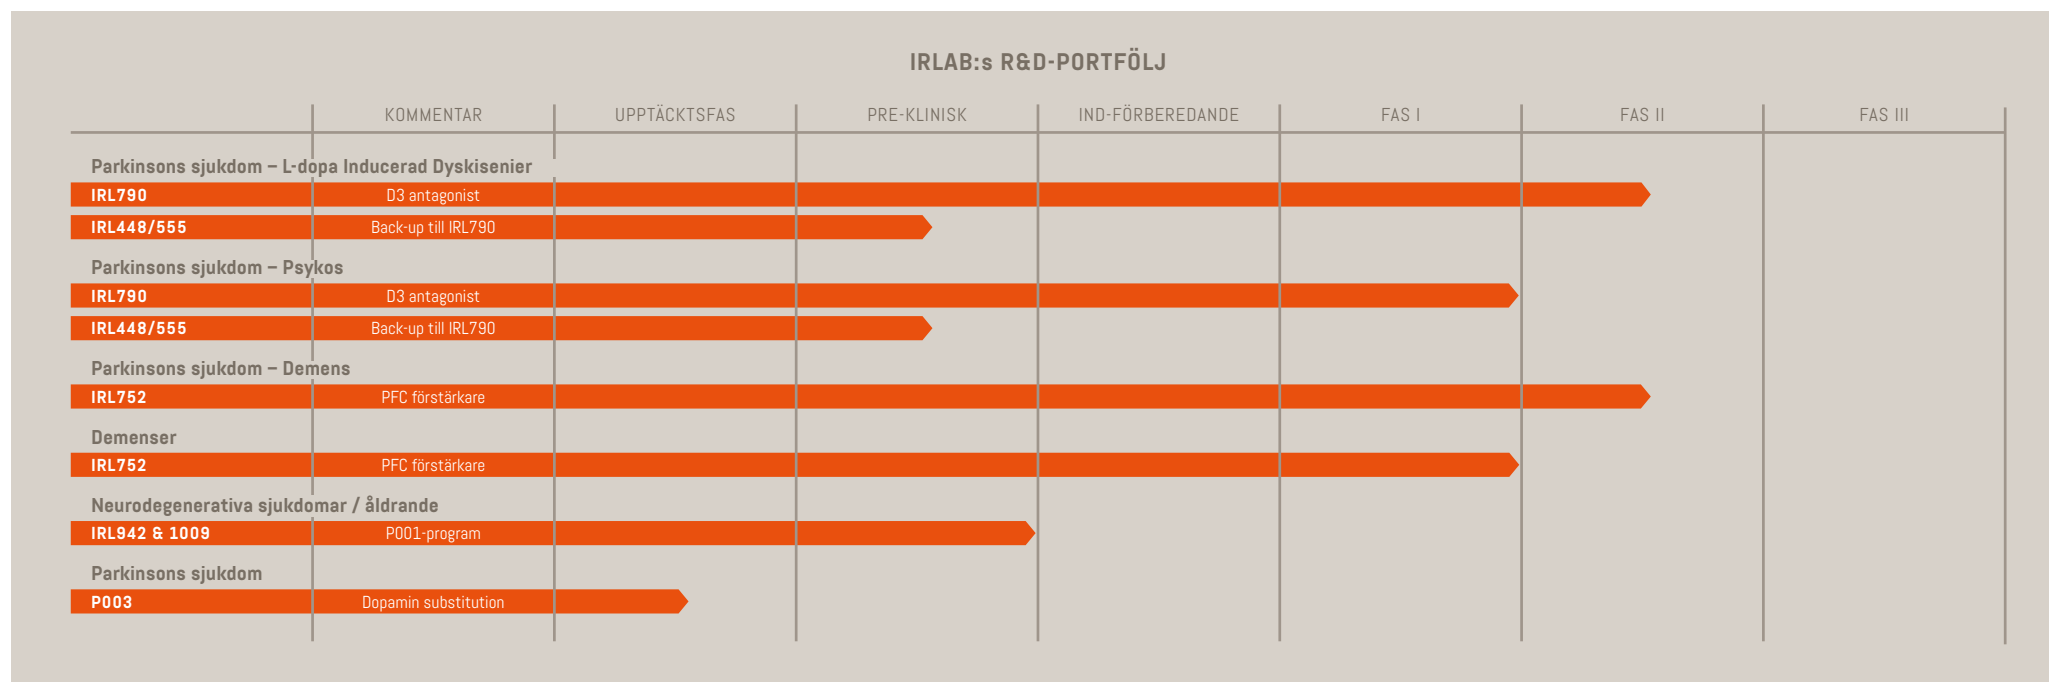 IRLAB:s R&D-PORTFÖLJ
KOMMENTAR UPPTÄCKTSFAS PRE-KLINISK IND-FÖRBEREDANDE FAS I FAS II FAS III
Parkinsons sjukdom – L-dopa Inducerad Dyskisenier
IRL790 D3 antagonist
IRL448/555 Back-up till IRL790
Parkinsons sjukdom – Psykos
IRL790 D3 antagonist
IRL448/555 Back-up till IRL790
Parkinsons sjukdom – Demens
IRL752 PFC förstärkare
Demenser
IRL752 PFC förstärkare
Neurodegenerativa sjukdomar / åldrande
IRL942 & 1009 P001-program
Parkinsons sjukdom
P003 Dopamin substitution